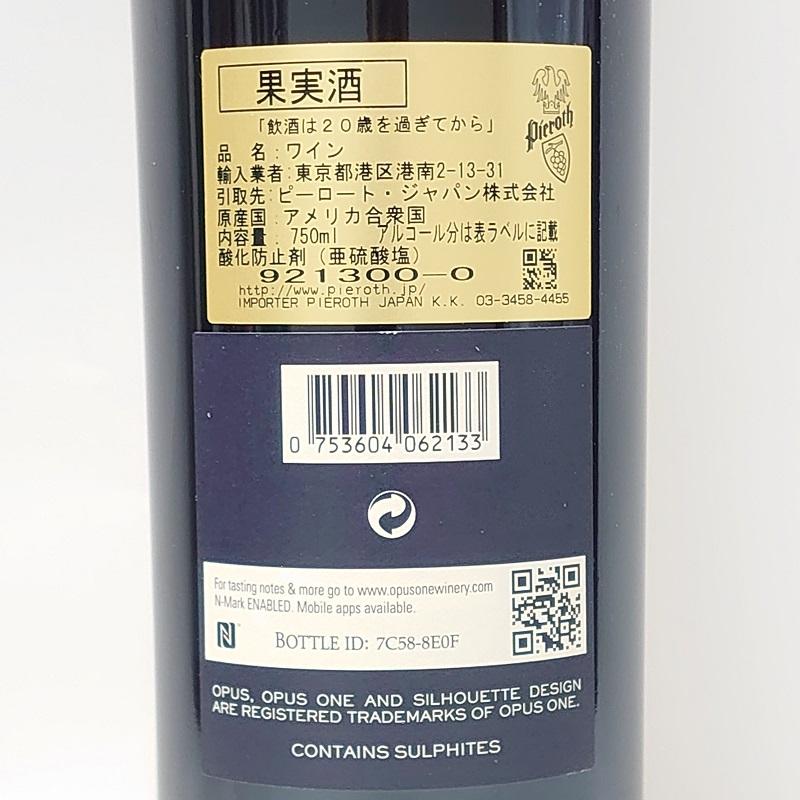 果実酒
Pieroth
「飲酒は20歳を過ぎてから」
品 名:ワイン
輸入業者:東京都港区港南2-13-31
引取先:ピーロート・ジャパン株式会社
原産国:アメリカ合衆国
内容量:750ml アルコール分は表ラベルに記載
酸化防止剤(亜硫酸塩)
921300-0
http://www.pieroth.jp/
IMPORTER PIEROTH JAPAN K.K. 03-3458-4455
0 753604 062133
For tasting notes & more go to www.opusonewinery.com
N-Mark ENABLED. Mobile apps available.
N
BOTTLE ID: 7C58-8E0F
OPUS, OPUS ONE AND SILHOUETTE DESIGN
ARE REGISTERED TRADEMARKS OF OPUS ONE.
CONTAINS SULPHITES